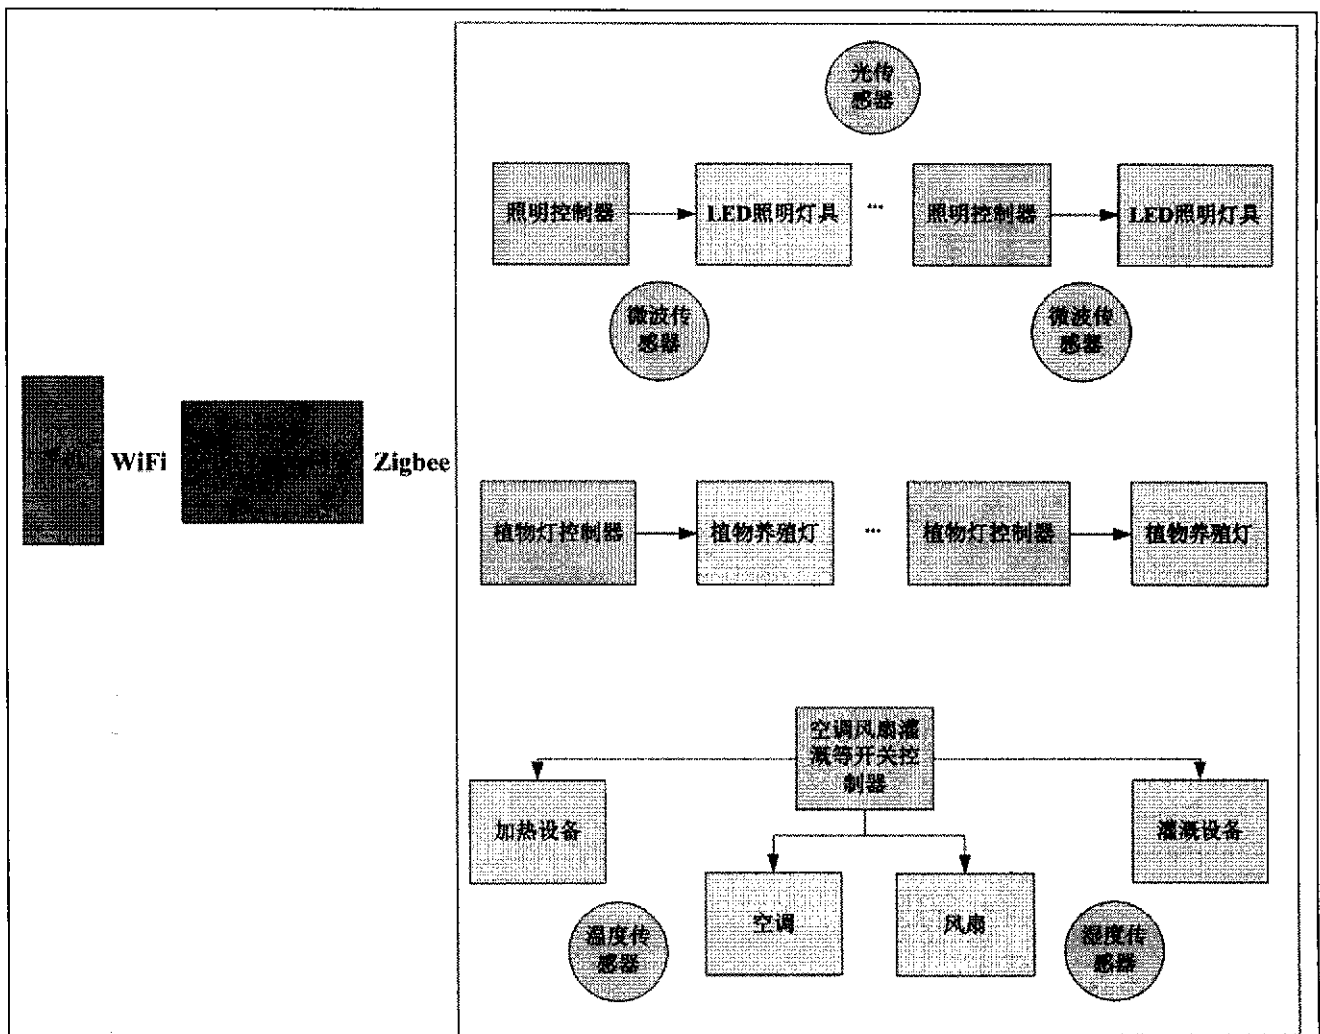 光传
感器
照明控制器
LED照明灯具
...
照明控制器
LED照明灯具
微波传
感器
微波传
感器
WiFi
Zigbee
植物灯控制器
植物养殖灯
...
植物灯控制器
植物养殖灯
空调风扇灌
溉等开关控
制器
加热设备
灌溉设备
空调
风扇
温度传
感器
湿度传
感器